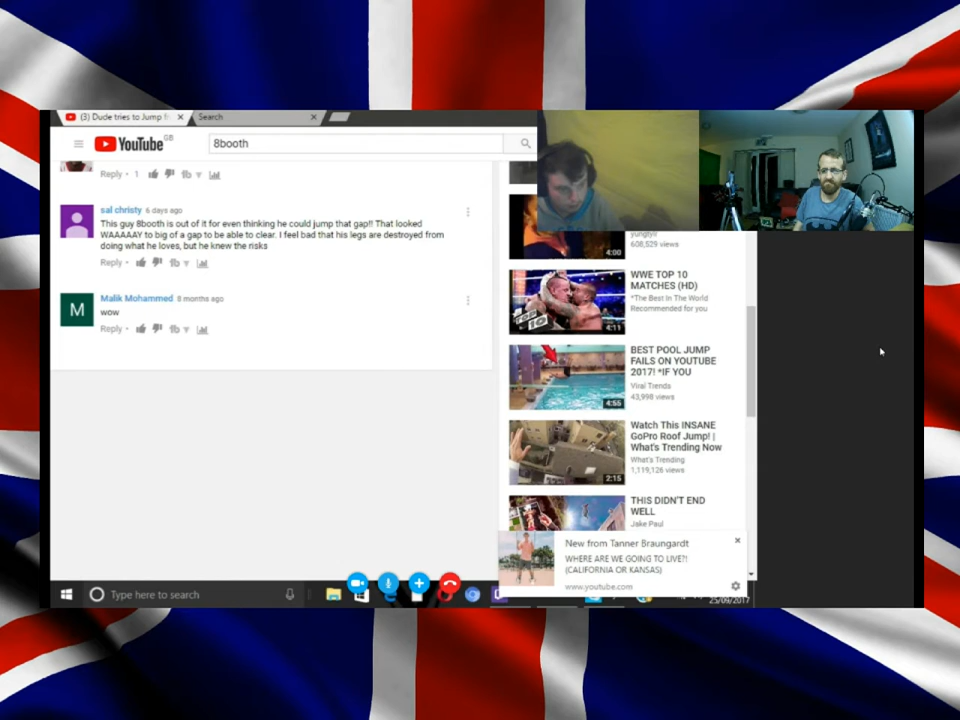 (3) Dude tries to Jump
Search
YouTube GB
8booth
Reply • 1
sal christy 6 days ago
This guy 8booth is out of it for even thinking he could jump that gap!! That looked
WAAAAAY to big of a gap to be able to clear. I feel bad that his legs are destroyed from
doing what he loves, but he knew the risks
Reply •
M
Malik Mohammed 8 months ago
wow
Reply •
yungtylr
608,529 views
4:00
WWE TOP 10
MATCHES (HD)
*The Best In The World
Recommended for you
TOP 10
4:11
BEST POOL JUMP
FAILS ON YOUTUBE
2017! *IF YOU
Viral Trends
43,998 views
4:55
Watch This INSANE
GoPro Roof Jump! |
What's Trending Now
What's Trending
1,119,126 views
2:15
THIS DIDN'T END
WELL
Jake Paul
New from Tanner Braungardt
WHERE ARE WE GOING TO LIVE?!
(CALIFORNIA OR KANSAS)
www.youtube.com
Type here to search
25/09/2017